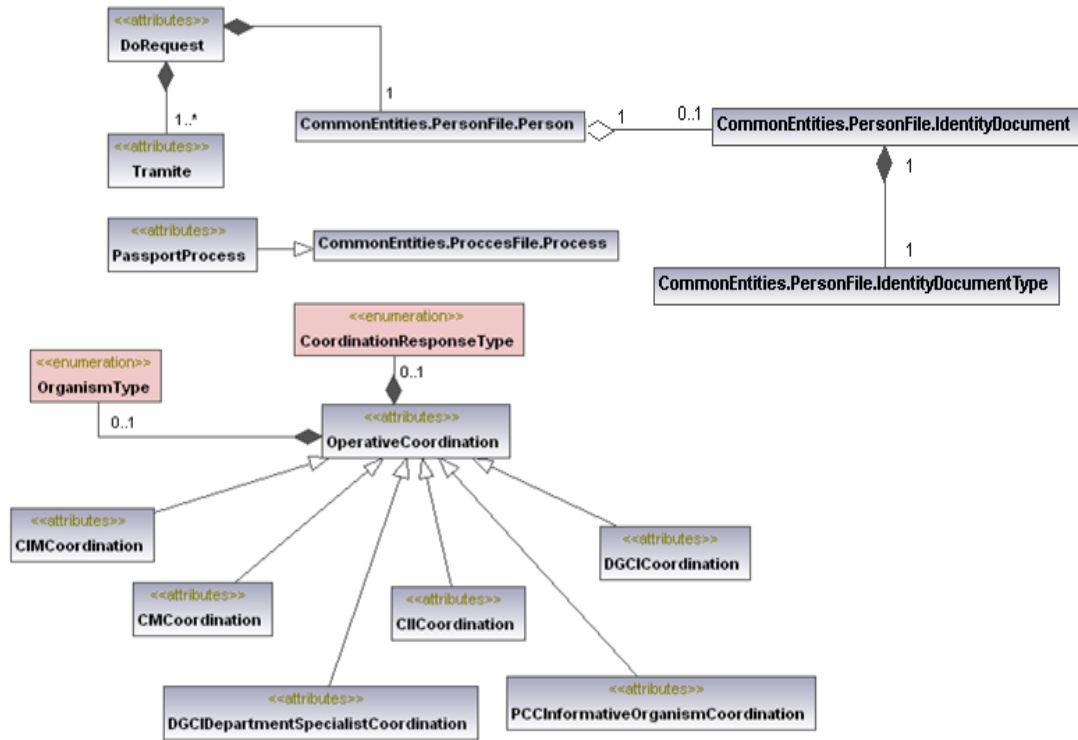 <<attributes>>
DoRequest
1
1..*
<<attributes>>
Tramite
CommonEntities.PersonFile.Person
1
0..1
CommonEntities.PersonFile.IdentityDocument
1
1
CommonEntities.PersonFile.IdentityDocumentType
<<attributes>>
PassportProcess
CommonEntities.ProccesFile.Process
<<enumeration>>
CoordinationResponseType
0..1
<<enumeration>>
OrganismType
0..1
<<attributes>>
OperativeCoordination
<<attributes>>
CIMCoordination
<<attributes>>
DGCICoordination
<<attributes>>
CMCoordination
<<attributes>>
CIICoordination
<<attributes>>
DGCIDepartmentSpecialistCoordination
<<attributes>>
PCCInformativeOrganismCoordination